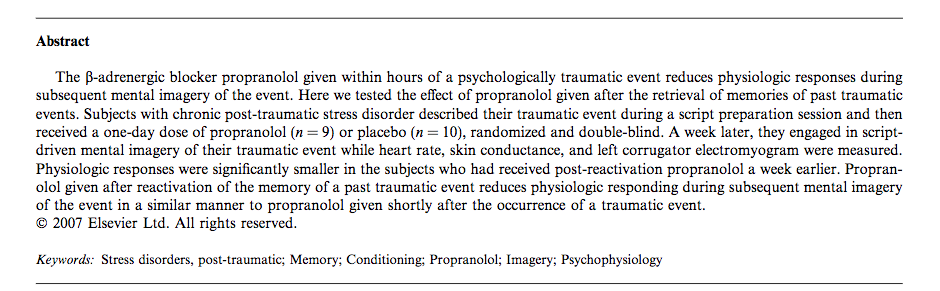 Abstract
The β-adrenergic blocker propranolol given within hours of a psychologically traumatic event reduces physiologic responses during
subsequent mental imagery of the event. Here we tested the effect of propranolol given after the retrieval of memories of past traumatic
events. Subjects with chronic post-traumatic stress disorder described their traumatic event during a script preparation session and then
received a one-day dose of propranolol (n = 9) or placebo (n = 10), randomized and double-blind. A week later, they engaged in script-
driven mental imagery of their traumatic event while heart rate, skin conductance, and left corrugator electromyogram were measured.
Physiologic responses were significantly smaller in the subjects who had received post-reactivation propranolol a week earlier. Propran-
olol given after reactivation of the memory of a past traumatic event reduces physiologic responding during subsequent mental imagery
of the event in a similar manner to propranolol given shortly after the occurrence of a traumatic event.
© 2007 Elsevier Ltd. All rights reserved.
Keywords: Stress disorders, post-traumatic; Memory; Conditioning; Propranolol; Imagery; Psychophysiology